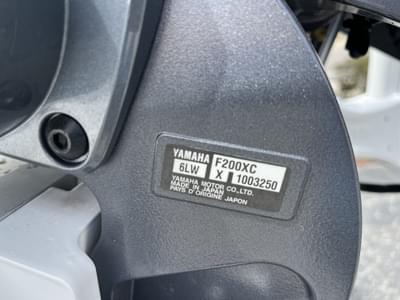 YAMAHA F200XC
6LW X 1003250
YAMAHA MOTOR CO., LTD.
MADE IN JAPAN
PAYS D'ORIGINE JAPON